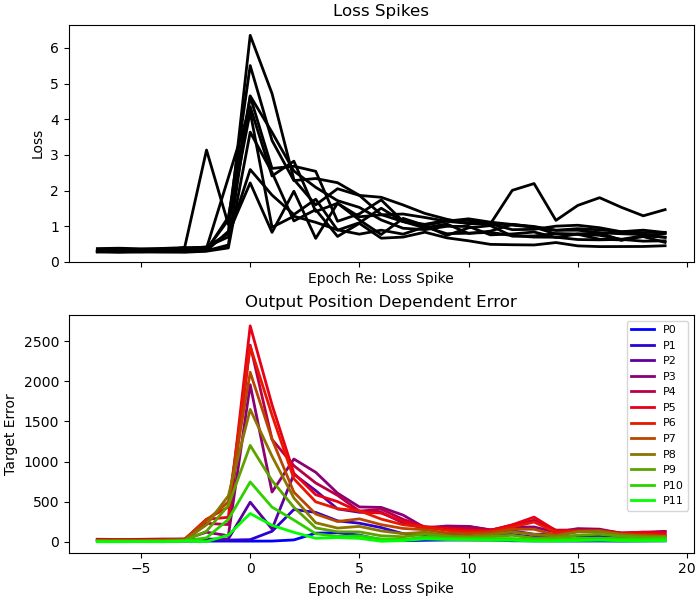 Loss Spikes
6
5
4
3
2
1
0
Loss
Epoch Re: Loss Spike
Output Position Dependent Error
2500
2000
1500
1000
500
0
Target Error
P0
P1
P2
P3
P4
P5
P6
P7
P8
P9
P10
P11
−5
0
5
10
15
20
Epoch Re: Loss Spike